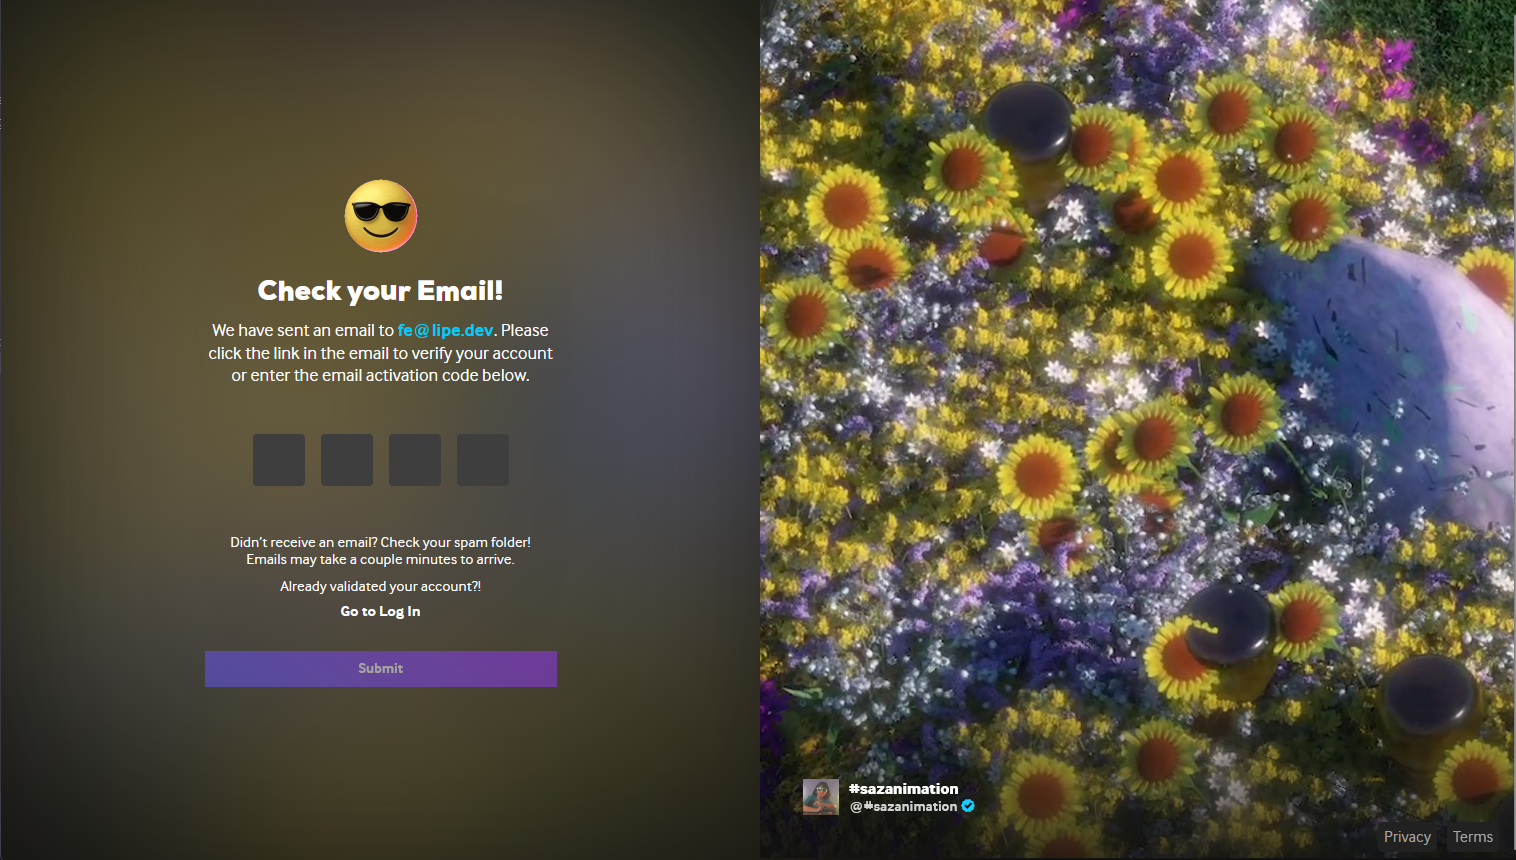 Check your Email!
We have sent an email to fe@lipe.dev. Please
click the link in the email to verify your account
or enter the email activation code below.
Didn't receive an email? Check your spam folder!
Emails may take a couple minutes to arrive.
Already validated your account?!
Go to Log In
Submit
#sazanimation
@#sazanimation
Privacy Terms